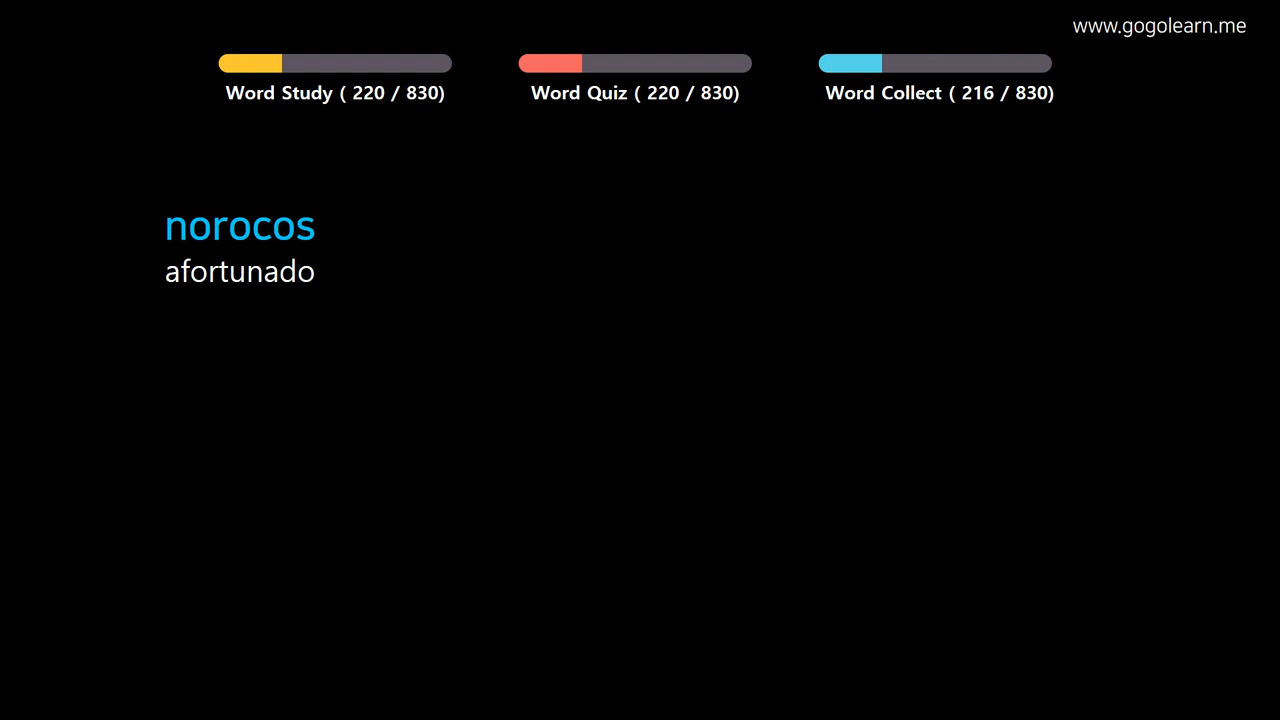 www.gogolearn.me
Word Study ( 220 / 830)
Word Quiz ( 220 / 830)
Word Collect ( 216 / 830)
norocos
afortunado